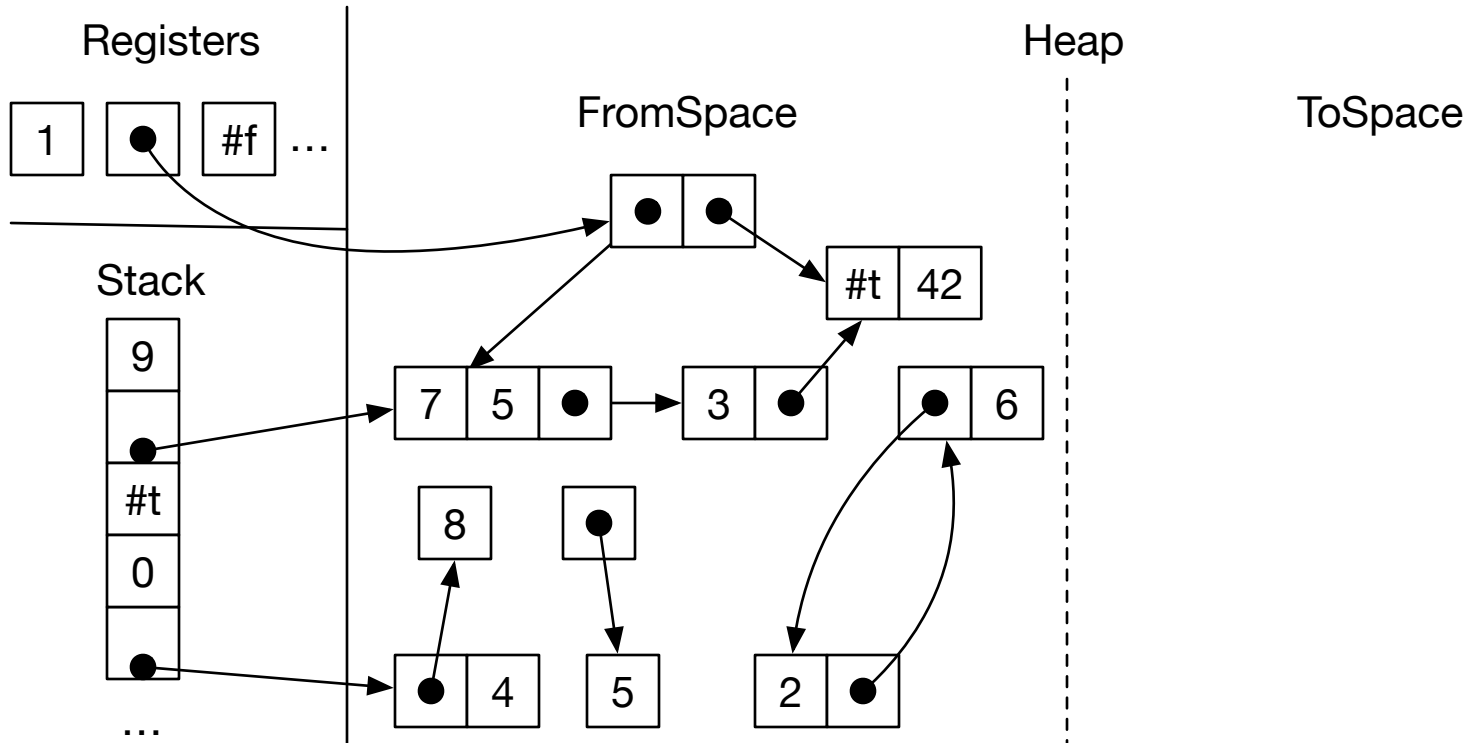 Registers
Heap
FromSpace
ToSpace
1 #f ...
#t 42
Stack
9
7 5 3 6
#t
8
0
4 5 2
...